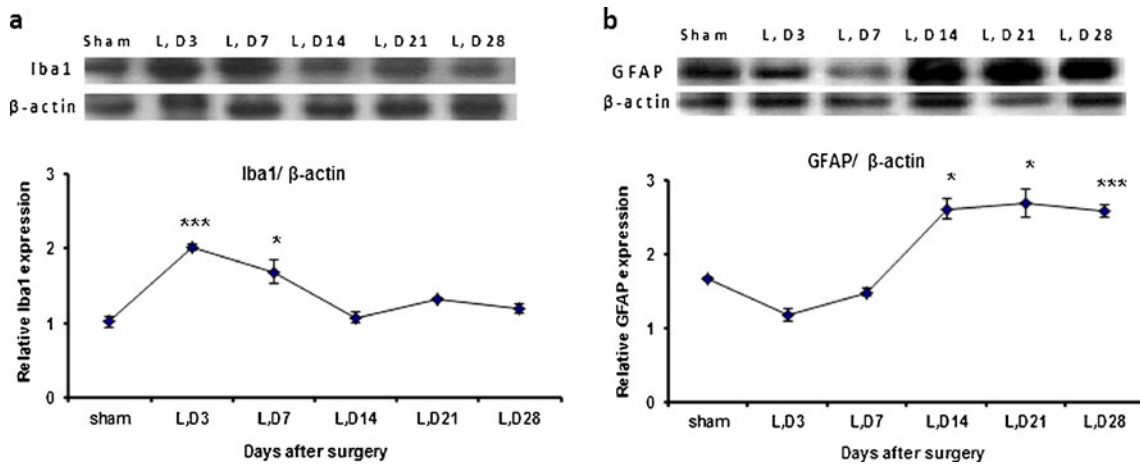 a
Sham L, D3 L, D7 L, D14 L, D21 L, D28
Iba1
β-actin
Iba1/ β-actin
*** *
3
2
1
0
Relative Iba1 expression
sham L,D3 L,D7 L,D14 L,D21 L,D28
Days after surgery
b
Sham L, D3 L, D7 L, D14 L, D21 L, D28
GFAP
β-actin
GFAP/ β-actin
* * ***
3
2
1
0
Relative GFAP expression
sham L,D3 L,D7 L,D14 L,D21 L,D28
Days after surgery